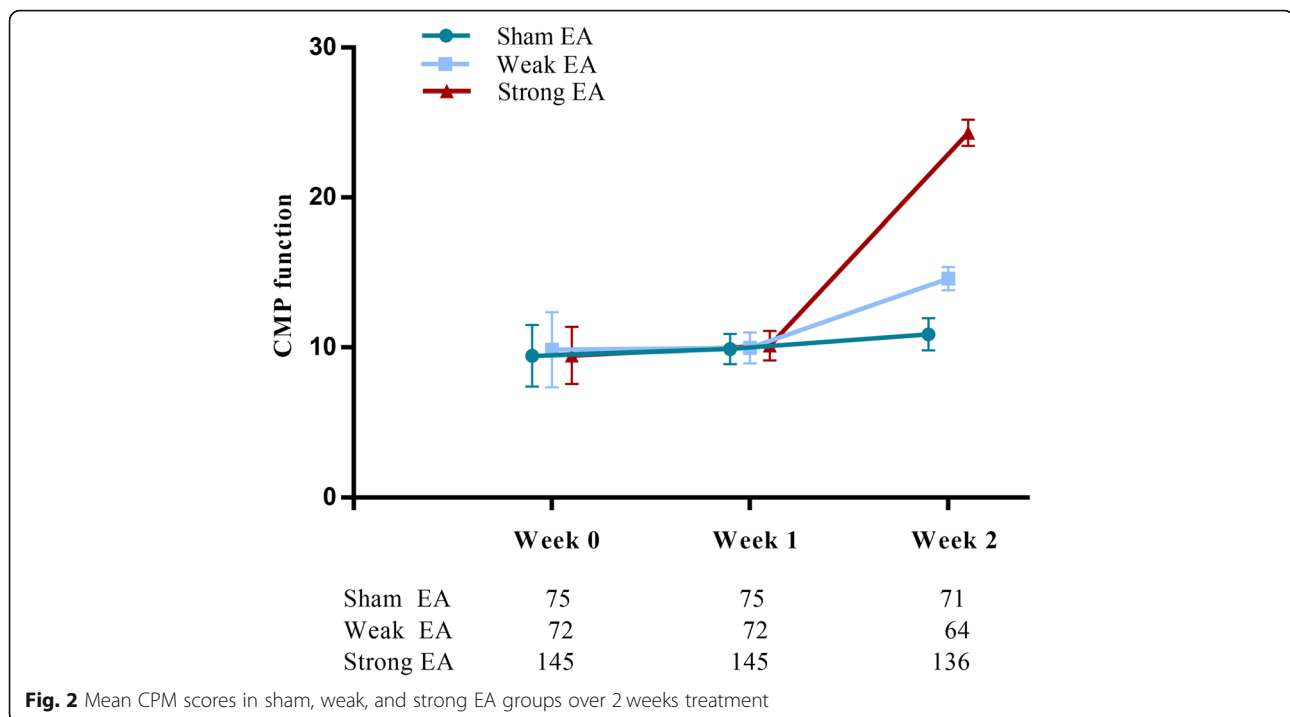 Sham EA
Weak EA
Strong EA
30
20
10
0
CMP function
Week 0 Week 1 Week 2
Sham EA 75 75 71
Weak EA 72 72 64
Strong EA 145 145 136
Fig. 2 Mean CPM scores in sham, weak, and strong EA groups over 2 weeks treatment